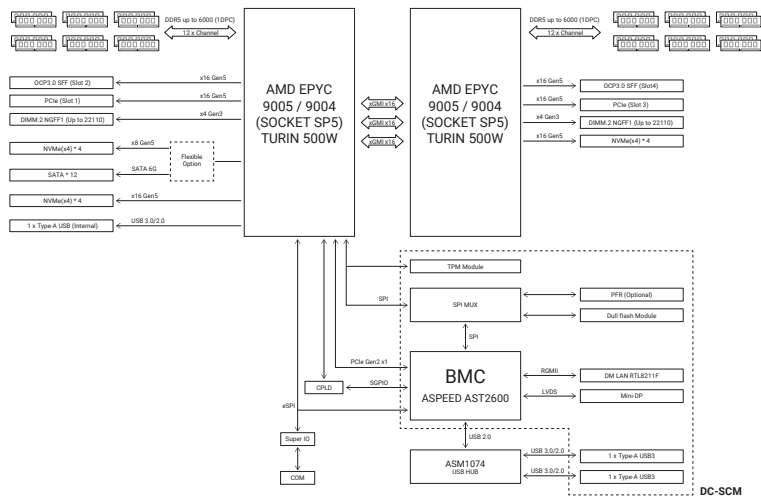 DDR5 up to 6000 (1DPC)
12 x Channel
DDR5 up to 6000 (1DPC)
12 x Channel
AMD EPYC
9005 / 9004
(SOCKET SP5)
TURIN 500W
AMD EPYC
9005 / 9004
(SOCKET SP5)
TURIN 500W
xGMI x16
xGMI x16
xGMI x16
OCP3.0 SFF (Slot 2)
x16 Gen5
PCIe (Slot 1)
x16 Gen5
DIMM.2 NGFF1 (Up to 22110)
x4 Gen3
NVMe(x4) * 4
x8 Gen5
Flexible
Option
SATA * 12
SATA 6G
NVMe(x4) * 4
x16 Gen5
1 x Type-A USB (Internal)
USB 3.0/2.0
x16 Gen5
OCP3.0 SFF (Slot4)
x16 Gen5
PCIe (Slot 3)
x4 Gen3
DIMM.2 NGFF1 (Up to 22110)
x16 Gen5
NVMe(x4) * 4
TPM Module
SPI
SPI MUX
PFR (Optional)
Dull flash Module
SPI
PCIe Gen2 x1
BMC
ASPEED AST2600
RGMII
DM LAN RTL8211F
LVDS
Mini-DP
CPLD
SGPIO
eSPI
Super IO
COM
USB 2.0
ASM1074
USB HUB
USB 3.0/2.0
1 x Type-A USB3
USB 3.0/2.0
1 x Type-A USB3
DC-SCM